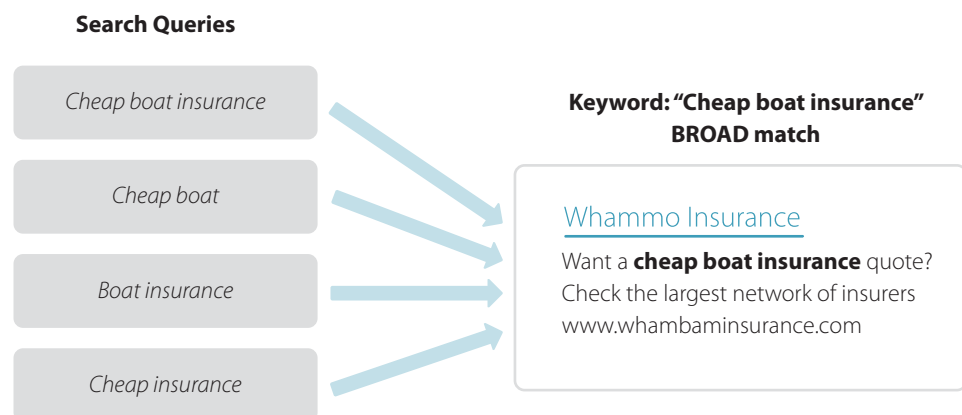 Search Queries
Cheap boat insurance
Cheap boat
Boat insurance
Cheap insurance
Keyword: “Cheap boat insurance”
BROAD match
Whammo Insurance
Want a cheap boat insurance quote?
Check the largest network of insurers
www.whambaminsurance.com